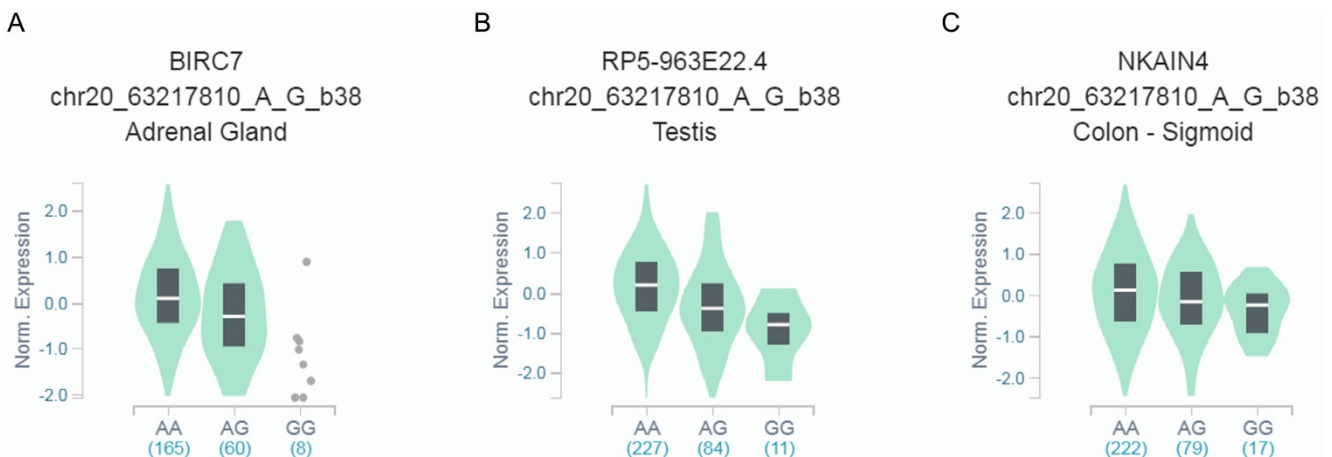 A
BIRC7
chr20_63217810_A_G_b38
Adrenal Gland
Norm. Expression
2.0
1.0
0.0
-1.0
-2.0
AA
AG
GG
(165)
(60)
(8)
B
RP5-963E22.4
chr20_63217810_A_G_b38
Testis
Norm. Expression
2.0
1.0
0.0
-1.0
-2.0
AA
AG
GG
(227)
(84)
(11)
C
NKAIN4
chr20_63217810_A_G_b38
Colon - Sigmoid
Norm. Expression
2.0
1.0
0.0
-1.0
-2.0
AA
AG
GG
(222)
(79)
(17)